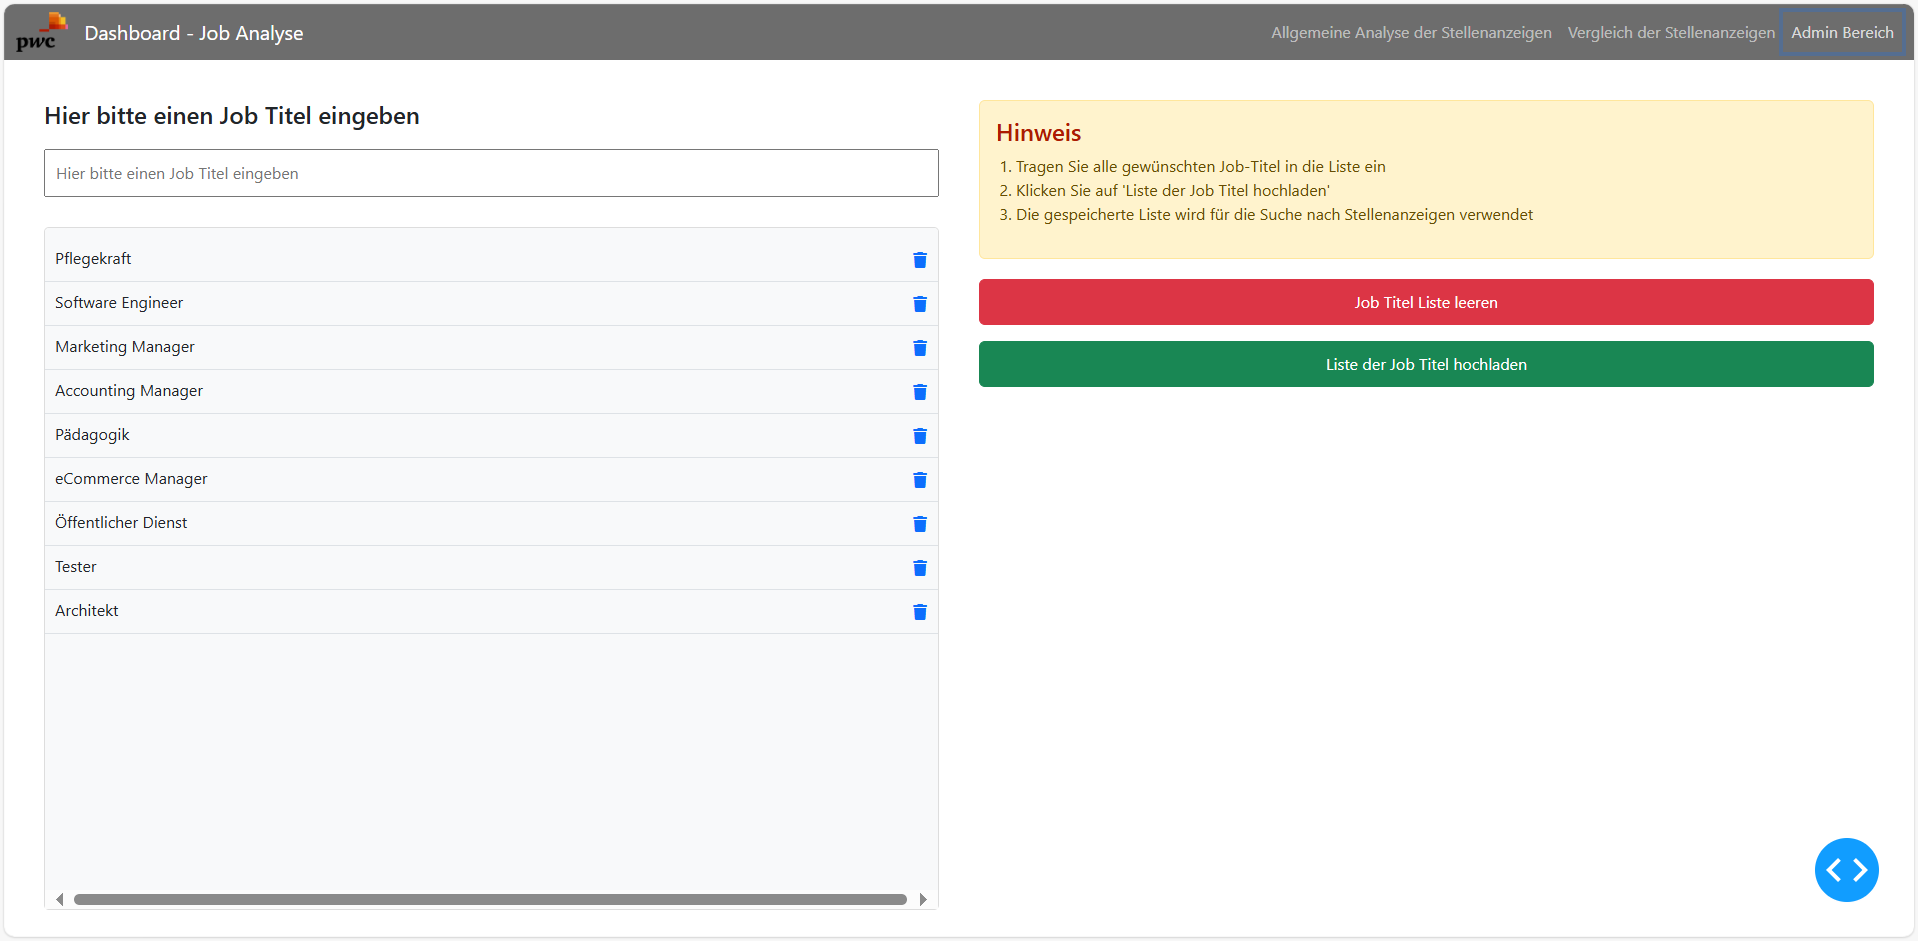 pwc
Dashboard - Job Analyse
Allgemeine Analyse der Stellenanzeigen
Vergleich der Stellenanzeigen
Admin Bereich
Hier bitte einen Job Titel eingeben
Hier bitte einen Job Titel eingeben
Pflegekraft
Software Engineer
Marketing Manager
Accounting Manager
Pädagogik
eCommerce Manager
Öffentlicher Dienst
Tester
Architekt
Hinweis
1. Tragen Sie alle gewünschten Job-Titel in die Liste ein
2. Klicken Sie auf 'Liste der Job Titel hochladen'
3. Die gespeicherte Liste wird für die Suche nach Stellenanzeigen verwendet
Job Titel Liste leeren
Liste der Job Titel hochladen